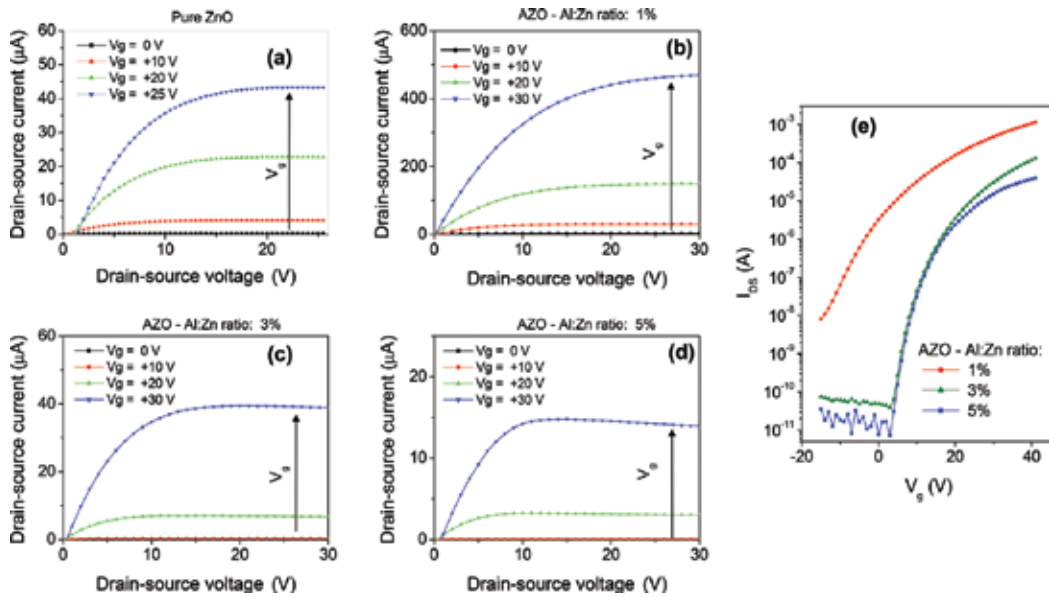 Pure ZnO
(a)
Vg = 0 V
Vg = +10 V
Vg = +20 V
Vg = +25 V
Vg
Drain-source current (μA)
60
50
40
30
20
10
0
0 10 20
Drain-source voltage (V)
AZO - Al:Zn ratio: 1%
(b)
Vg = 0 V
Vg = +10 V
Vg = +20 V
Vg = +30 V
Vg
Drain-source current (μA)
600
400
200
0
0 10 20 30
Drain-source voltage (V)
AZO - Al:Zn ratio: 3%
(c)
Vg = 0 V
Vg = +10 V
Vg = +20 V
Vg = +30 V
Vg
Drain-source current (μA)
60
40
20
0
0 10 20 30
Drain-source voltage (V)
AZO - Al:Zn ratio: 5%
(d)
Vg = 0 V
Vg = +10 V
Vg = +20 V
Vg = +30 V
Vg
Drain-source current (μA)
20
10
0
0 10 20 30
Drain-source voltage (V)
(e)
I_DS (A)
10⁻³
10⁻⁴
10⁻⁵
10⁻⁶
10⁻⁷
10⁻⁸
10⁻⁹
10⁻¹⁰
10⁻¹¹
AZO - Al:Zn ratio:
1%
3%
5%
-20 0 20 40
Vg (V)